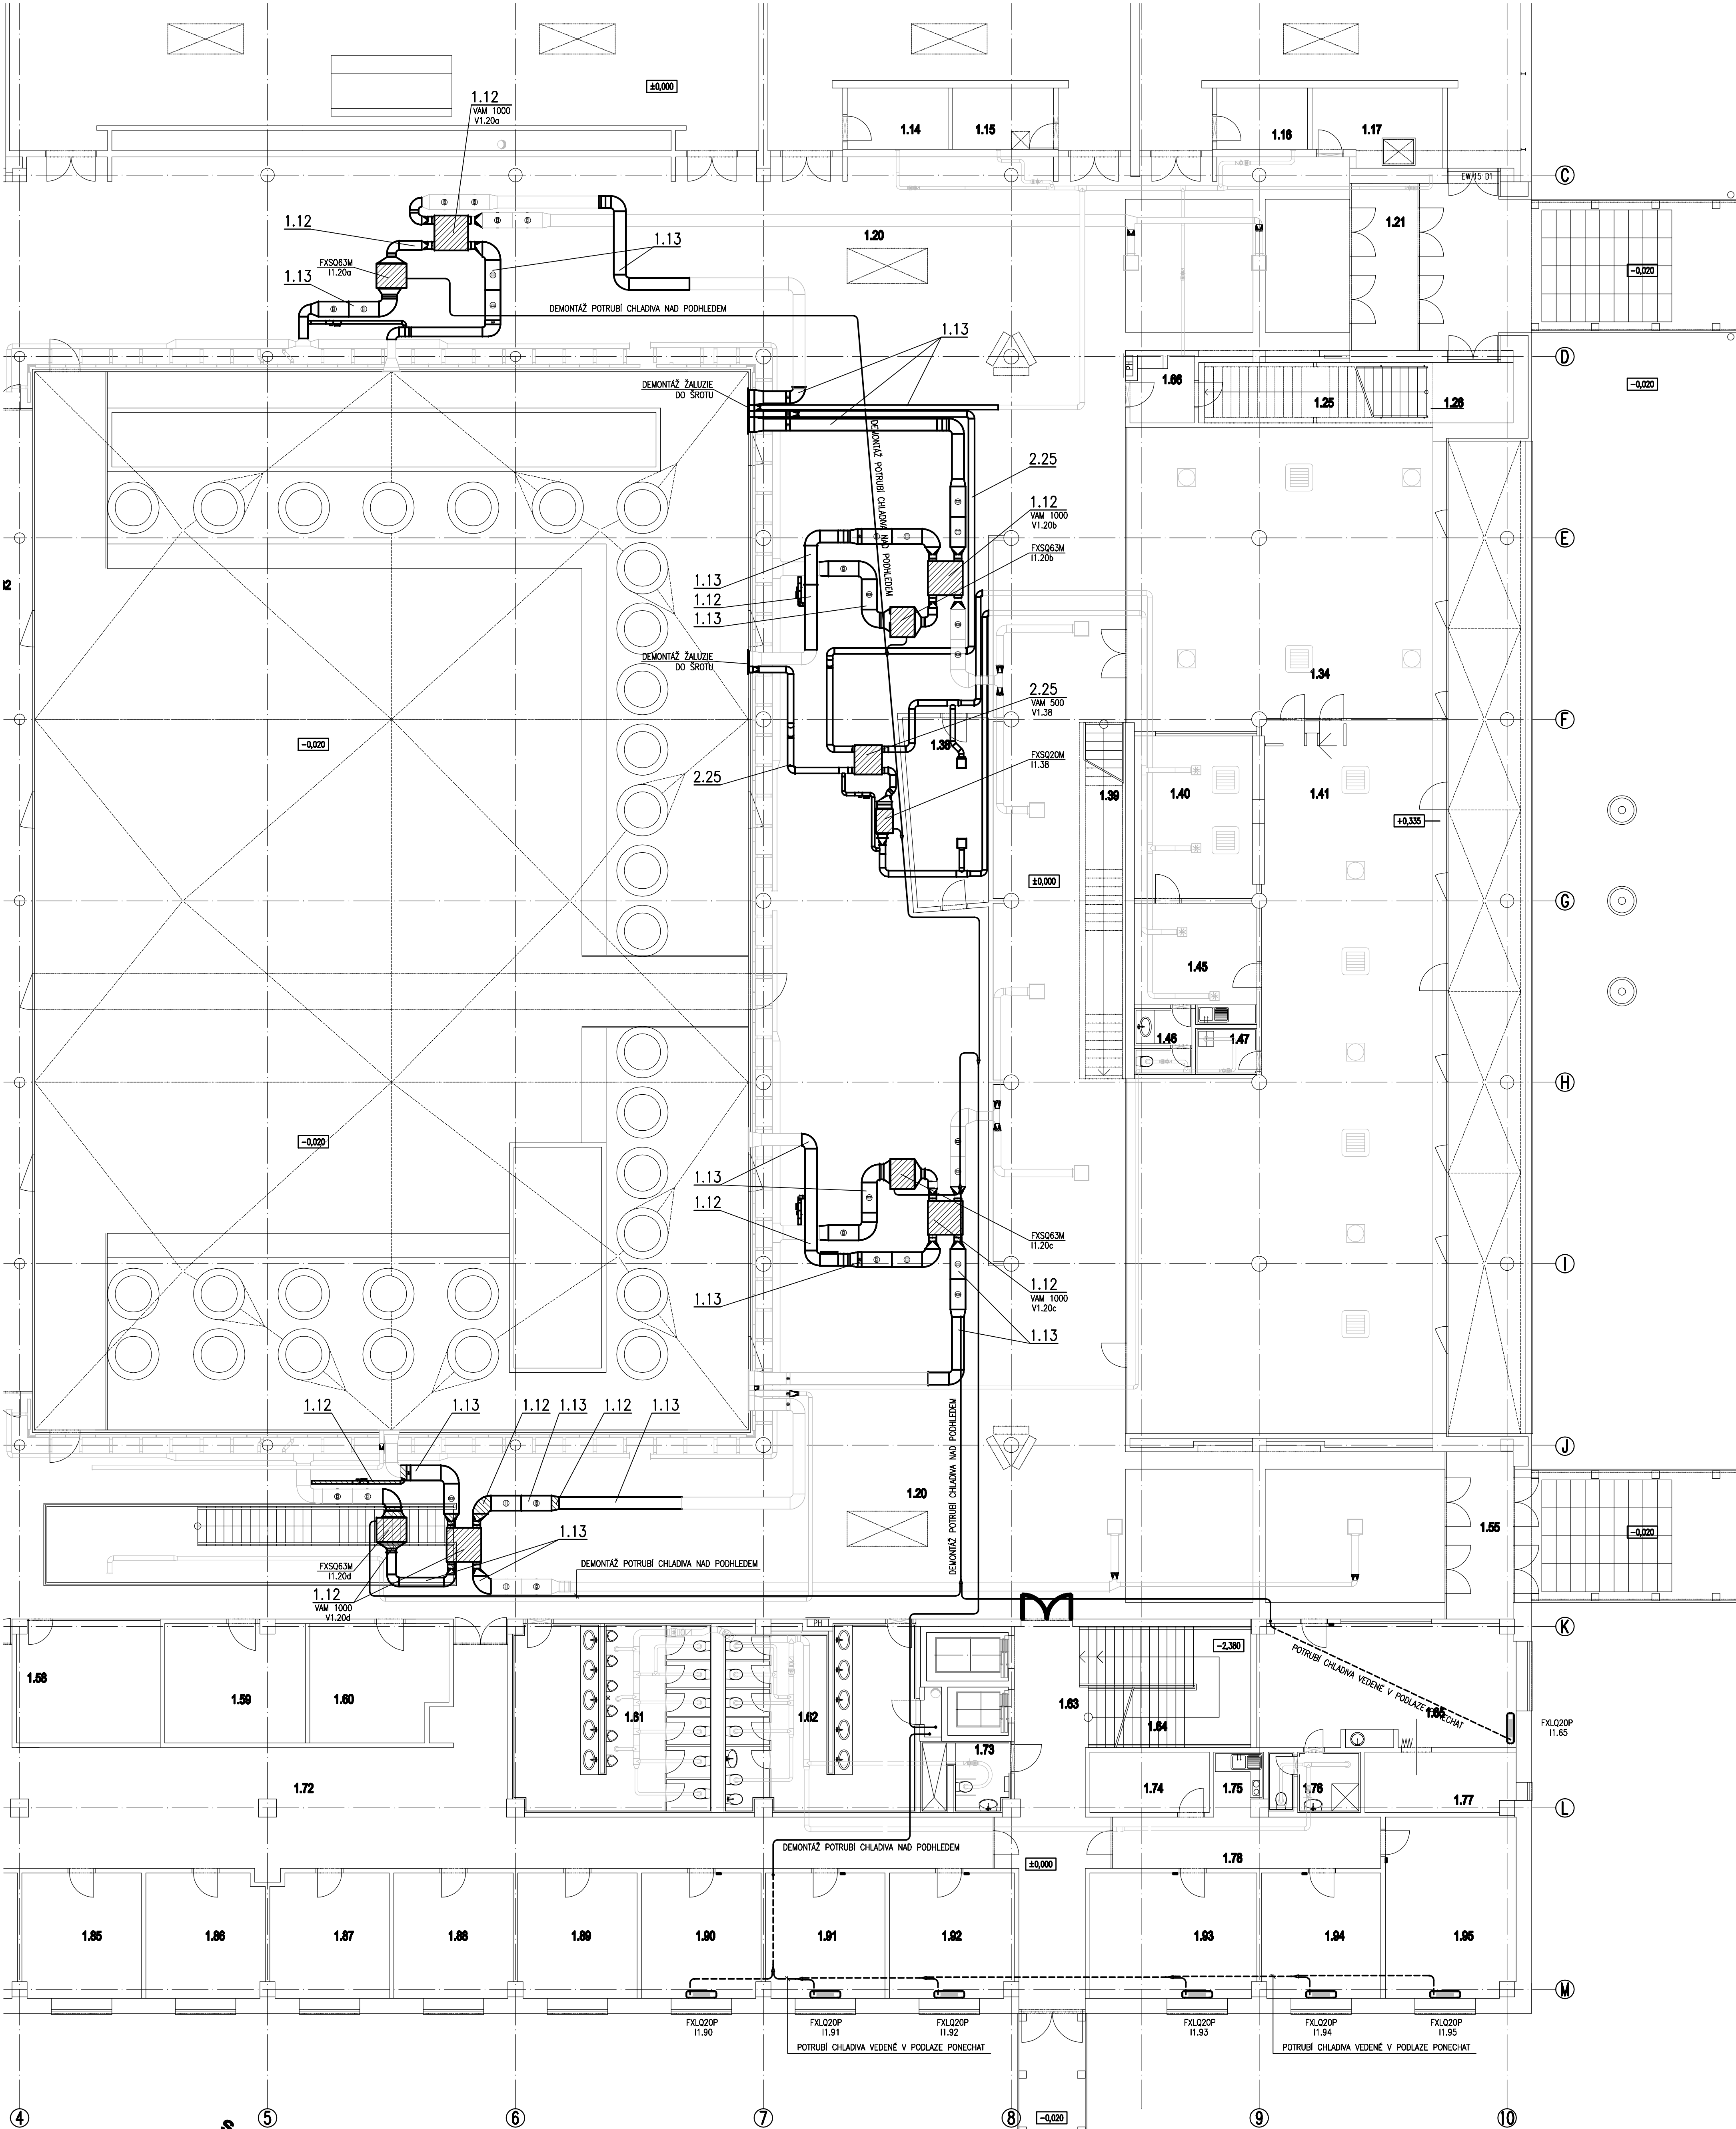 ±0,000
1.12
VAM 1000
V1.20a
1.14
1.15
1.16
1.17
C
EW 15 D1
1.12
1.13
1.20
1.21
FXSQ63M
I1.20a
1.13
-0,020
DEMONTÁŽ POTRUBÍ CHLADIVA NAD PODHLEDEM
1.13
D
PH
1.66
DEMONTÁŽ ŽALUZIE
DO ŠROTU
-0,020
1.25
1.26
DEMONTÁŽ POTRUBÍ CHLADIVA NAD PODHLEDEM
2.25
1.12
VAM 1000
V1.20b
E
FXSQ63M
I1.20b
1.13
1.12
1.13
DEMONTÁŽ ŽALUZIE
DO ŠROTU
1.34
2.25
VAM 500
V1.38
F
-0,020
1.38
FXSQ20M
I1.38
2.25
1.39
1.40
1.41
+0,335
±0,000
G
1.45
1.46
1.47
H
-0,020
1.13
1.12
FXSQ63M
I1.20c
I
1.12
VAM 1000
V1.20c
1.13
1.13
1.12
1.13
1.12
1.13
1.12
1.13
DEMONTÁŽ POTRUBÍ CHLADIVA NAD PODHLEDEM
J
1.20
1.13
1.55
-0,020
FXSQ63M
I1.20d
DEMONTÁŽ POTRUBÍ CHLADIVA NAD PODHLEDEM
1.12
VAM 1000
V1.20d
PH
K
-2,380
POTRUBÍ CHLADIVA VEDENÉ V PODLAZE PONECHAT
1.58
1.59
1.60
1.61
1.62
1.63
1.64
1.65
FXLQ20P
I1.65
1.73
1.72
1.74
1.75
1.76
1.77
L
DEMONTÁŽ POTRUBÍ CHLADIVA NAD PODHLEDEM
±0,000
1.78
1.85
1.86
1.87
1.88
1.89
1.90
1.91
1.92
1.93
1.94
1.95
M
FXLQ20P
I1.90
FXLQ20P
I1.91
FXLQ20P
I1.92
FXLQ20P
I1.93
FXLQ20P
I1.94
FXLQ20P
I1.95
POTRUBÍ CHLADIVA VEDENÉ V PODLAZE PONECHAT
POTRUBÍ CHLADIVA VEDENÉ V PODLAZE PONECHAT
4
5
6
7
8
-0,020
9
10